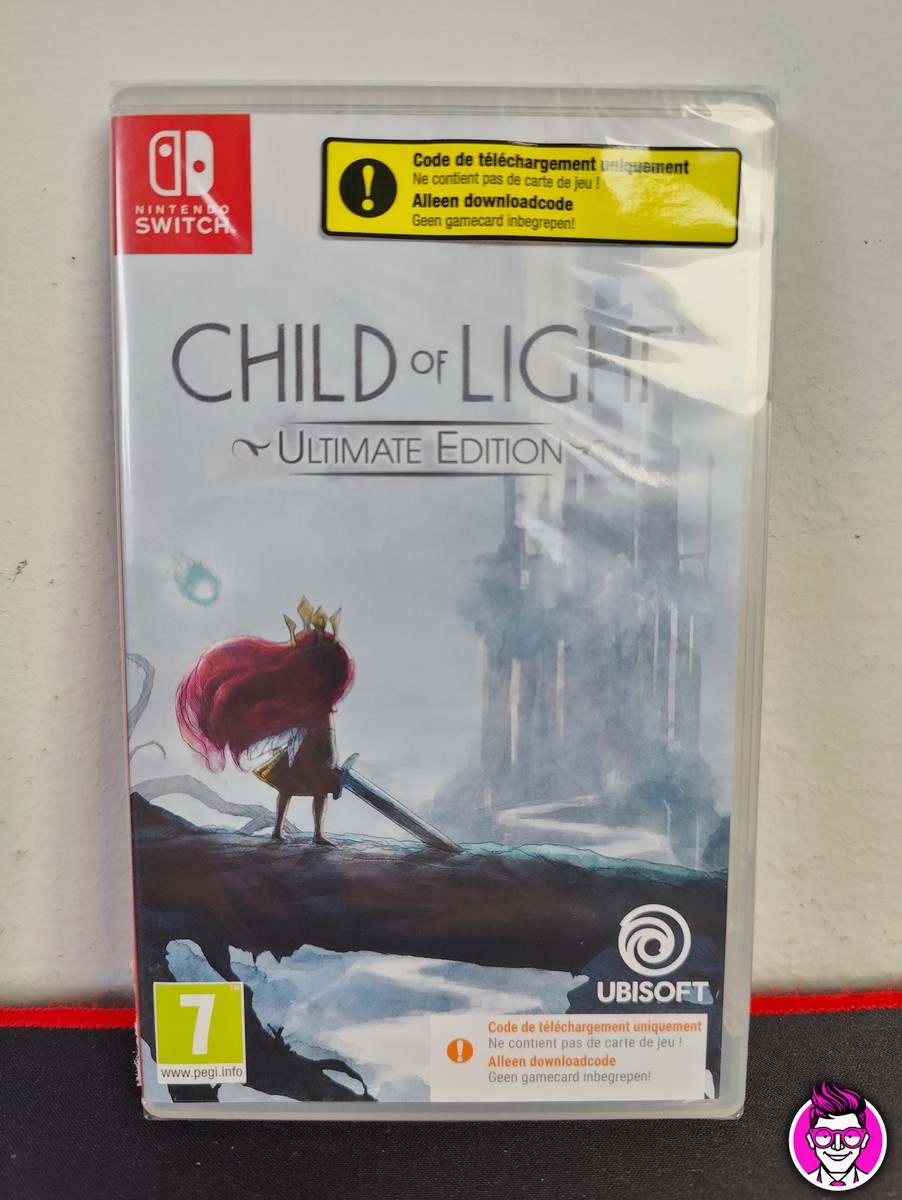 NINTENDO
SWITCH
Code de téléchargement uniquement
Ne contient pas de carte de jeu !
Alleen downloadcode
Geen gamecard inbegrepen!
CHILD OF LIGHT
ULTIMATE EDITION
UBISOFT
7
www.pegi.info
Code de téléchargement uniquement
Ne contient pas de carte de jeu !
Alleen downloadcode
Geen gamecard inbegrepen!